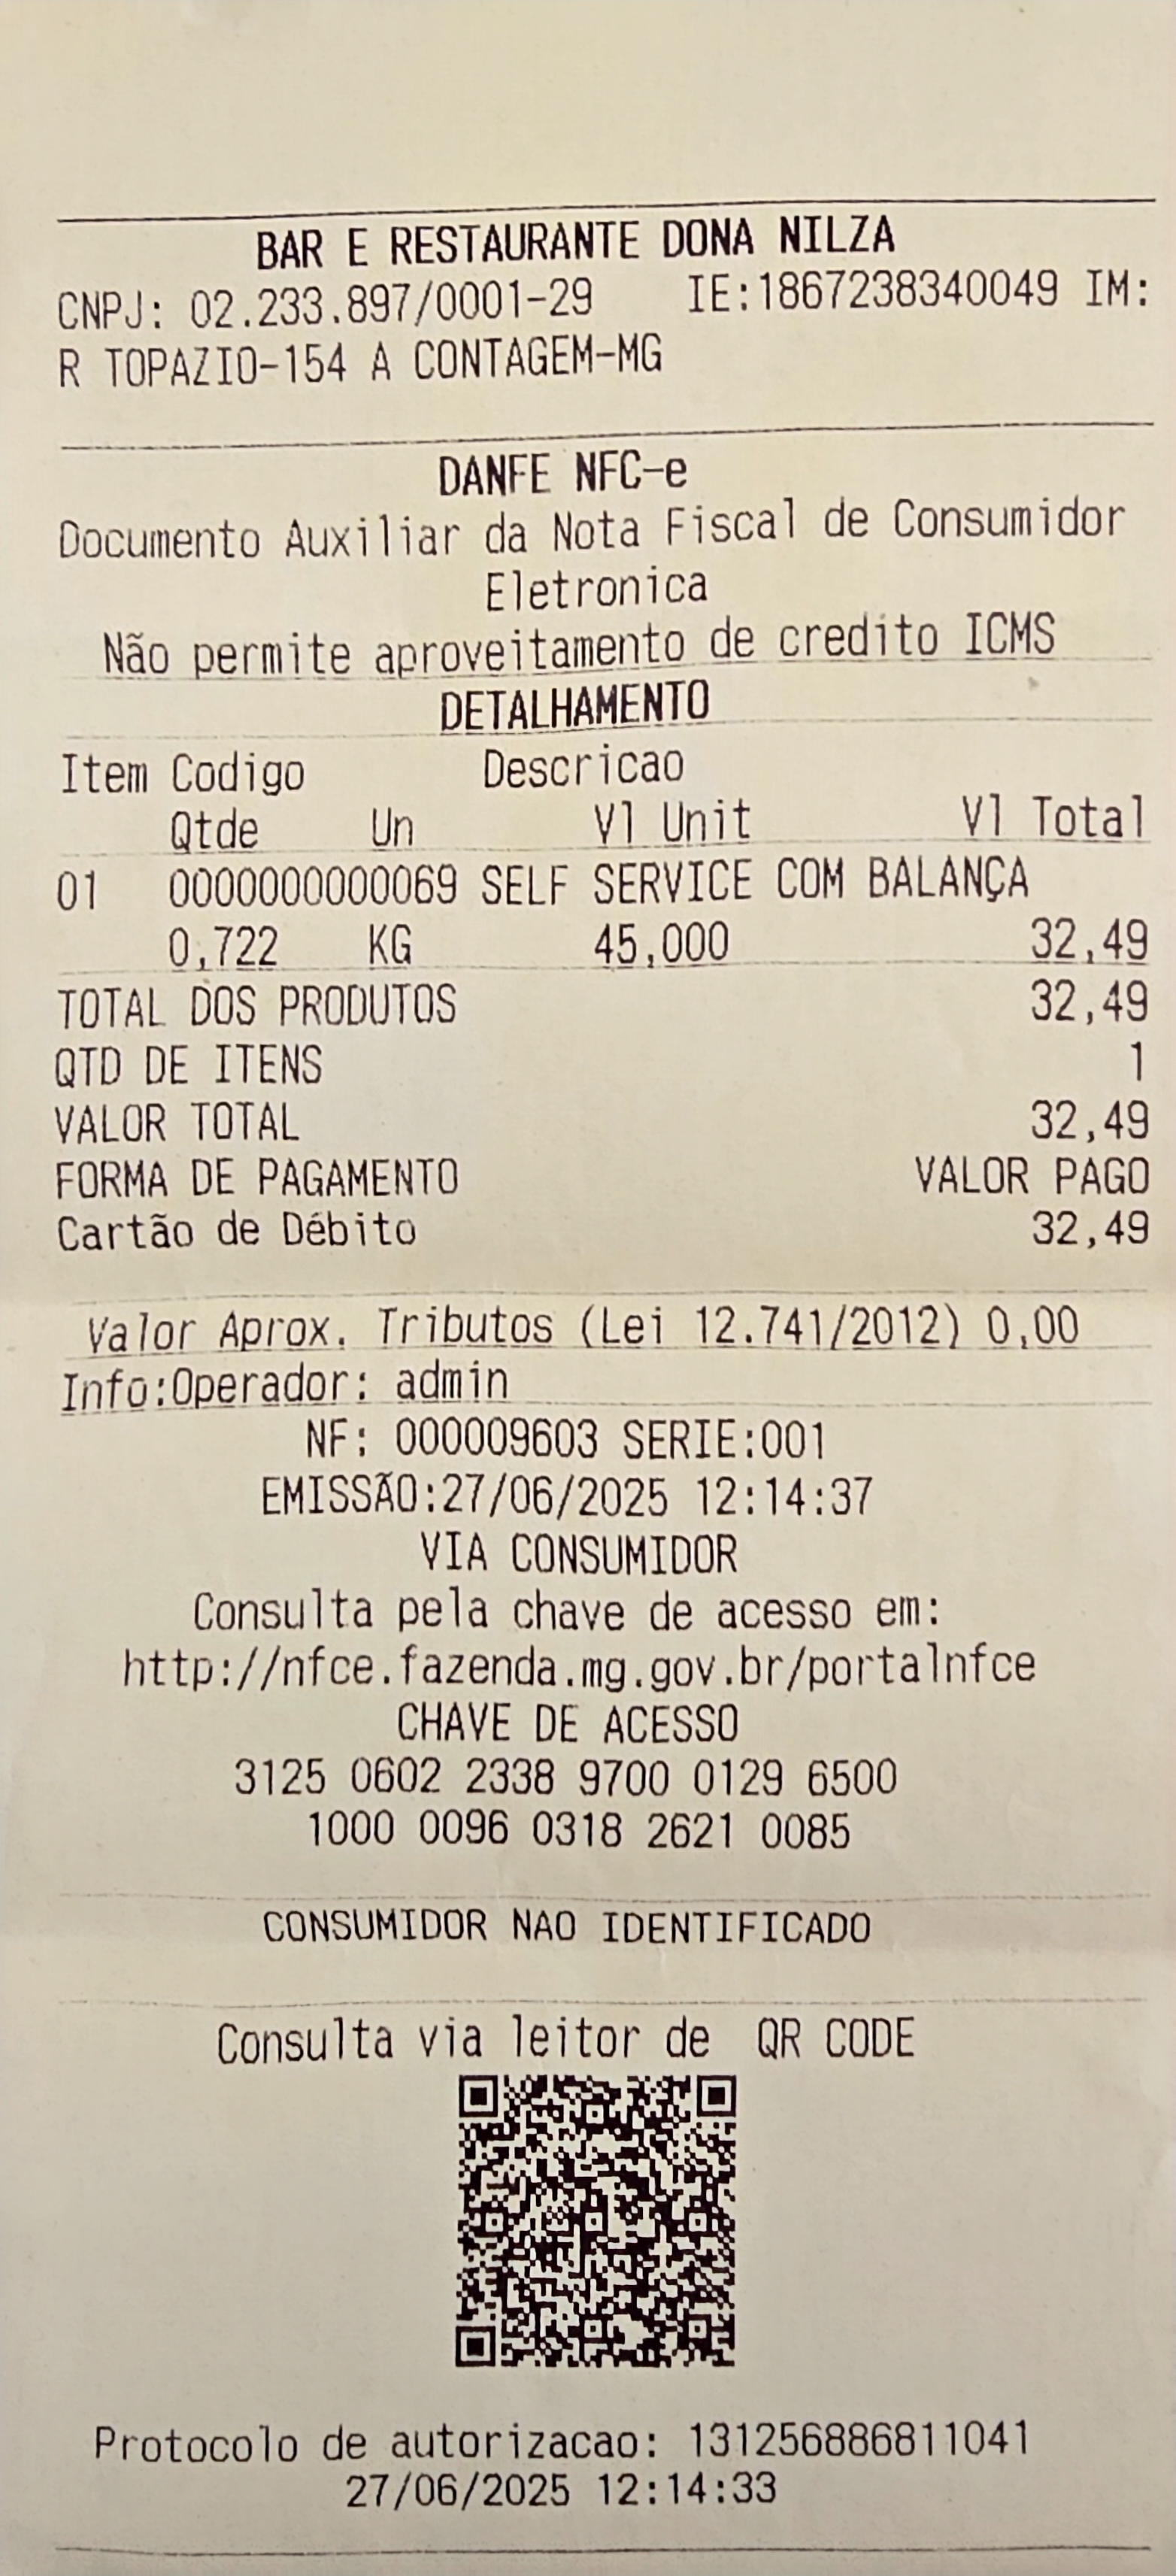 BAR E RESTAURANTE DONA NILZA
CNPJ: 02.233.897/0001-29 IE:1867238340049 IM:
R TOPAZIO-154 A CONTAGEM-MG
DANFE NFC-e
Documento Auxiliar da Nota Fiscal de Consumidor
Eletronica
Não permite aproveitamento de credito ICMS
DETALHAMENTO
Item Codigo Descricao
Qtde Un Vl Unit Vl Total
01 0000000000069 SELF SERVICE COM BALANÇA
0,722 KG 45,000 32,49
TOTAL DOS PRODUTOS 32,49
QTD DE ITENS 1
VALOR TOTAL 32,49
FORMA DE PAGAMENTO VALOR PAGO
Cartão de Débito 32,49
Valor Aprox. Tributos (Lei 12.741/2012) 0,00
Info:Operador: admin
NF: 000009603 SERIE:001
EMISSÃO:27/06/2025 12:14:37
VIA CONSUMIDOR
Consulta pela chave de acesso em:
http://nfce.fazenda.mg.gov.br/portalnfce
CHAVE DE ACESSO
3125 0602 2338 9700 0129 6500
1000 0096 0318 2621 0085
CONSUMIDOR NAO IDENTIFICADO
Consulta via leitor de QR CODE
Protocolo de autorizacao: 131256886811041
27/06/2025 12:14:33